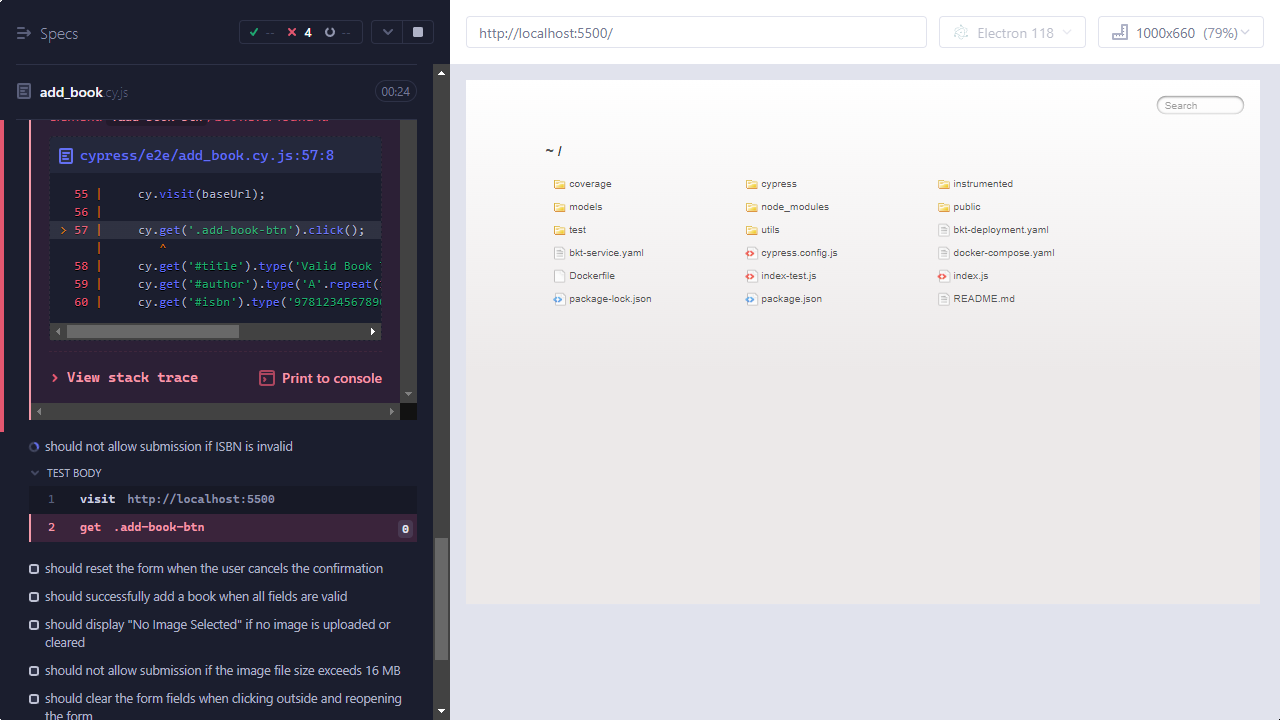 Specs
-- 4 --
add_book.cy.js
00:24
cypress/e2e/add_book.cy.js:57:8
55 | cy.visit(baseUrl);
56 |
> 57 | cy.get('.add-book-btn').click();
| ^
58 | cy.get('#title').type('Valid Book
59 | cy.get('#author').type('A'.repeat(
60 | cy.get('#isbn').type('978123456789
> View stack trace
Print to console
should not allow submission if ISBN is invalid
TEST BODY
1 visit http://localhost:5500
2 get .add-book-btn 0
should reset the form when the user cancels the confirmation
should successfully add a book when all fields are valid
should display "No Image Selected" if no image is uploaded or
cleared
should not allow submission if the image file size exceeds 16 MB
should clear the form fields when clicking outside and reopening
the form
http://localhost:5500/
Electron 118
1000x660 (79%)
Search
~ /
coverage
cypress
instrumented
models
node_modules
public
test
utils
bkt-deployment.yaml
bkt-service.yaml
cypress.config.js
docker-compose.yaml
Dockerfile
index-test.js
index.js
package-lock.json
package.json
README.md